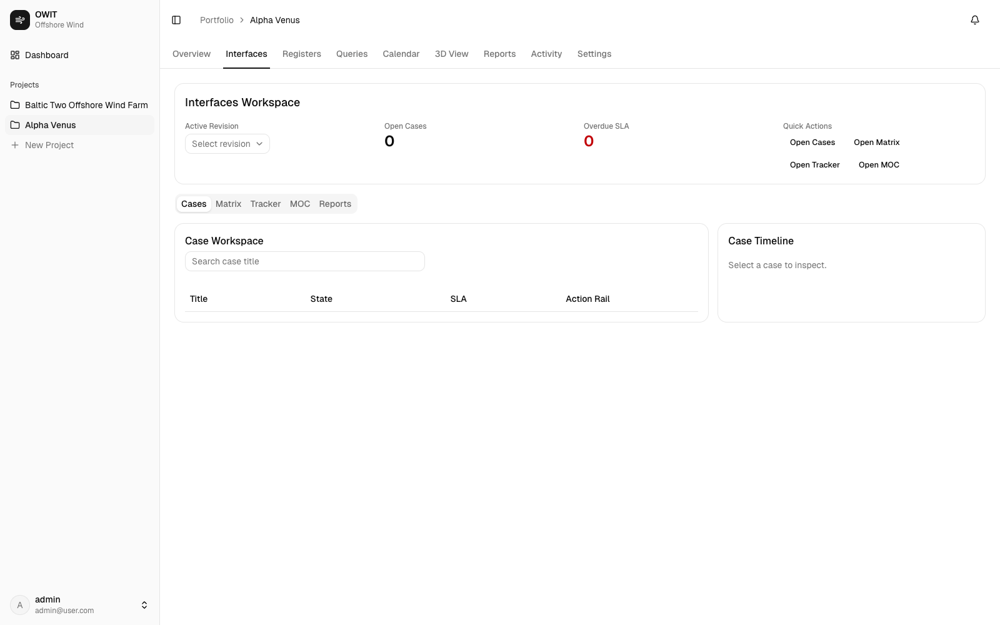 OWIT
Offshore Wind
Dashboard
Projects
Baltic Two Offshore Wind Farm
Alpha Venus
New Project
admin
A
admin@user.com
Portfolio > Alpha Venus
Overview Interfaces Registers Queries Calendar 3D View Reports Activity Settings
Interfaces Workspace
Active Revision
Select revision
Open Cases
0
Overdue SLA
0
Quick Actions
Open Cases Open Matrix
Open Tracker Open MOC
Cases Matrix Tracker MOC Reports
Case Workspace
Search case title
Title State SLA Action Rail
Case Timeline
Select a case to inspect.